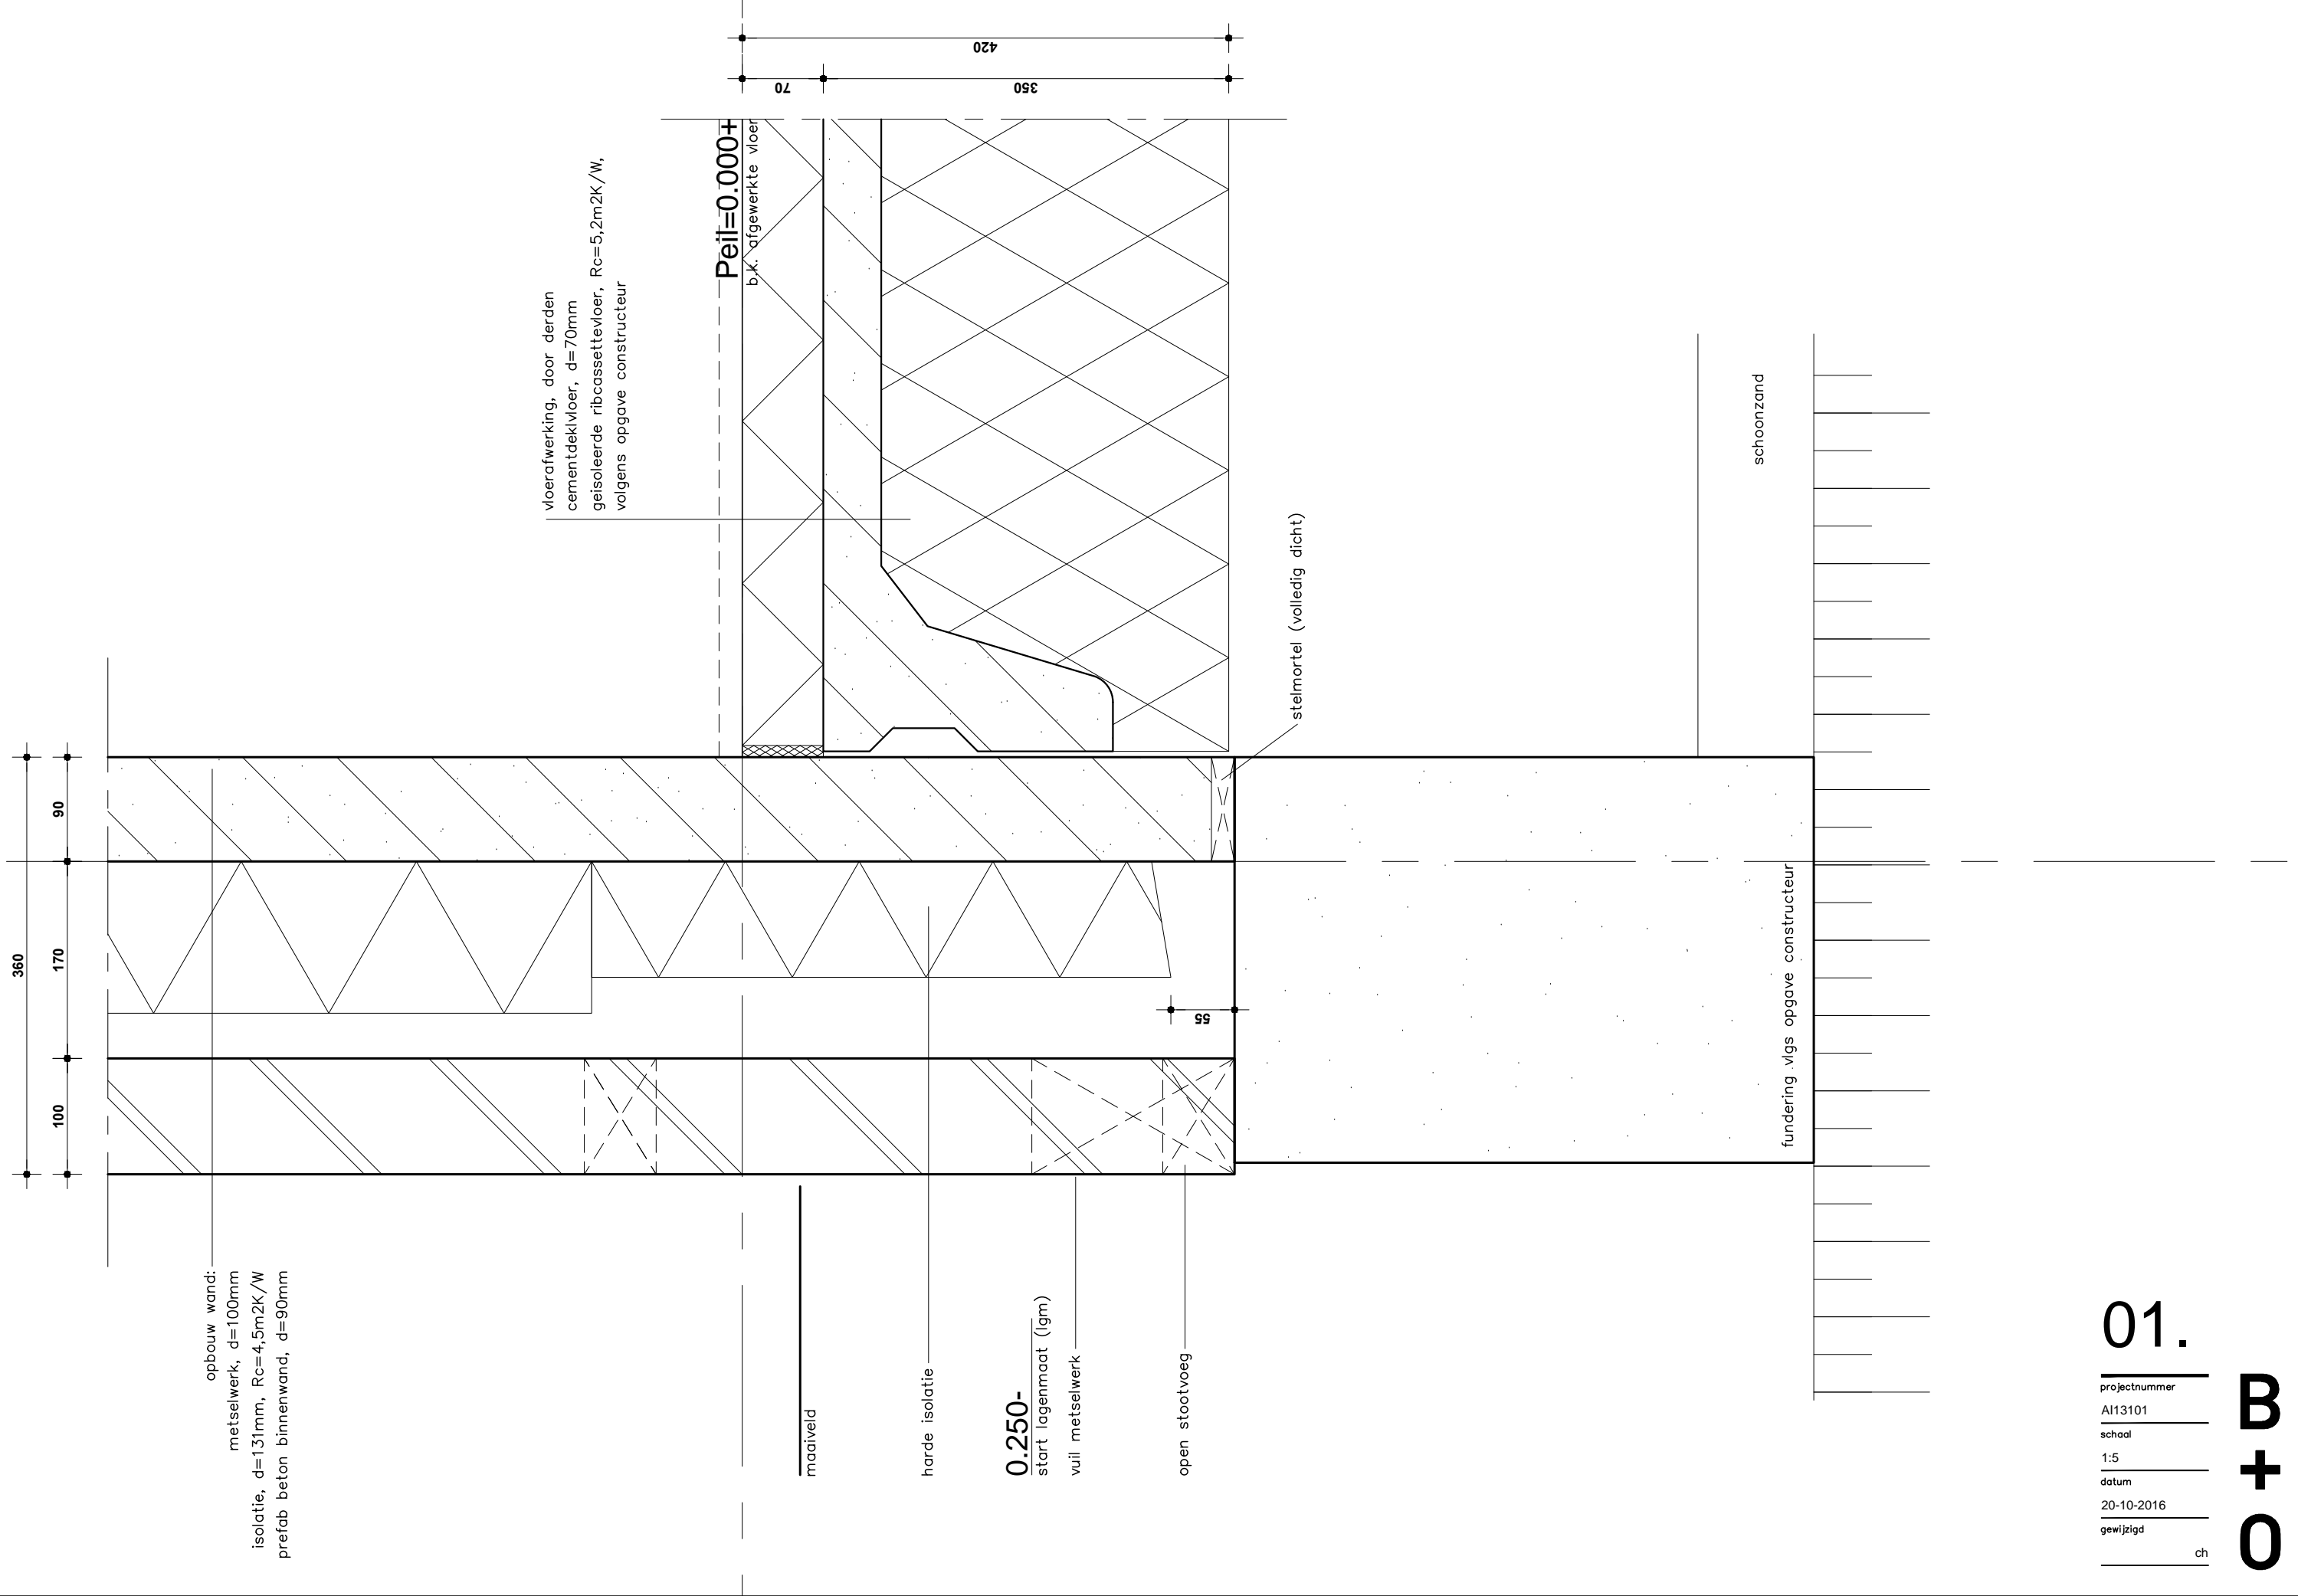 420
70
350
Peil=0.000+
b.k. afgewerkte vloer
vloerafwerking, door derden
cementdekvloer, d=70mm
geisoleerde ribcassettevloer, Rc=5,2m2K/W,
volgens opgave constructeur
schoonzand
stelmortel (volledig dicht)
360
90
170
100
55
fundering vlgs opgave constructeur
opbouw wand:
metselwerk, d=100mm
isolatie, d=131mm, Rc=4,5m2K/W
prefab beton binnenwand, d=90mm
maaiveld
harde isolatie
0.250-
start lagenmaat (lgm)
vuil metselwerk
open stootvoeg
01.
projectnummer
AI13101
schaal
1:5
datum
20-10-2016
gewijzigd
ch
B
+
O